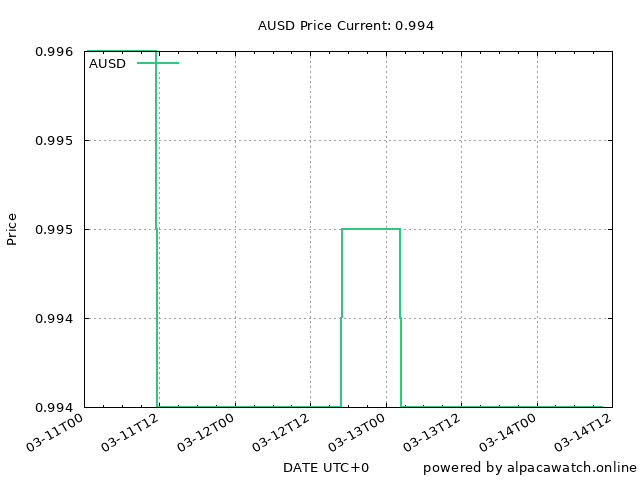 AUSD Price Current: 0.994
0.996
AUSD
0.995
0.995
0.994
0.994
Price
03-11T00 03-11T12 03-12T00 03-12T12 03-13T00 03-13T12 03-14T00 03-14T12
DATE UTC+0 powered by alpacawatch.online